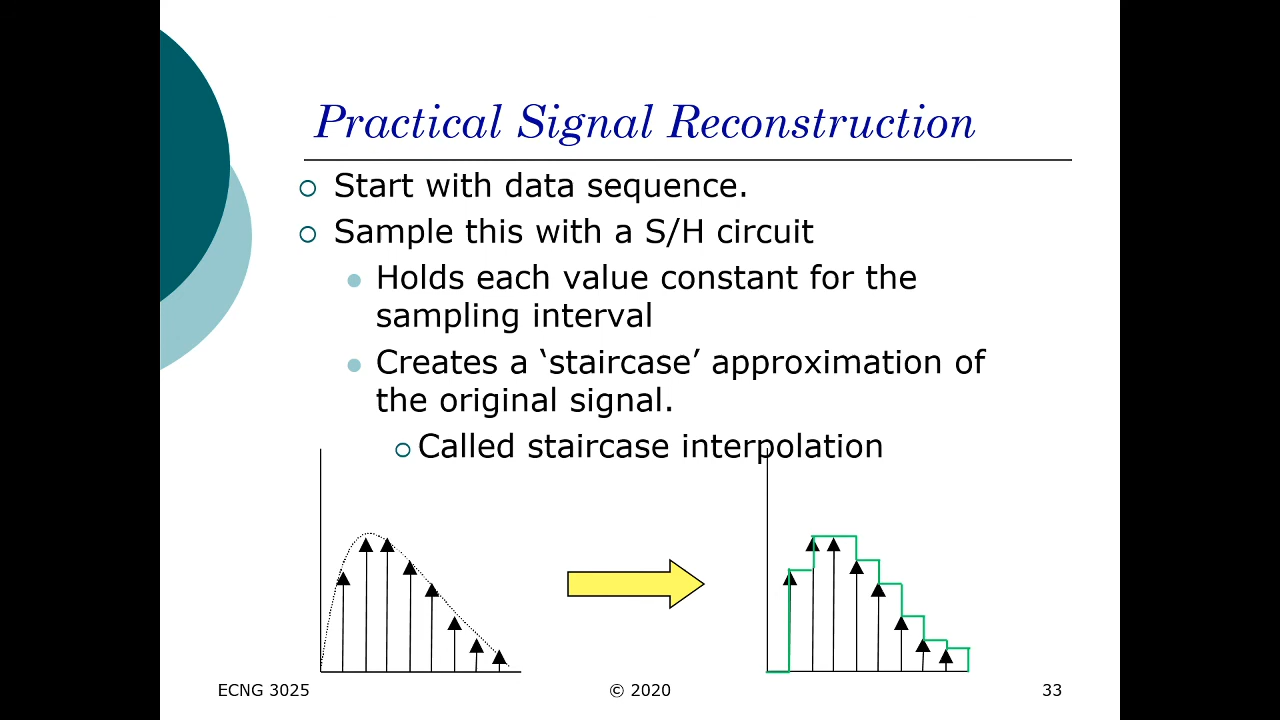 Practical Signal Reconstruction
Start with data sequence.
Sample this with a S/H circuit
Holds each value constant for the
sampling interval
Creates a ‘staircase’ approximation of
the original signal.
Called staircase interpolation
ECNG 3025
© 2020
33